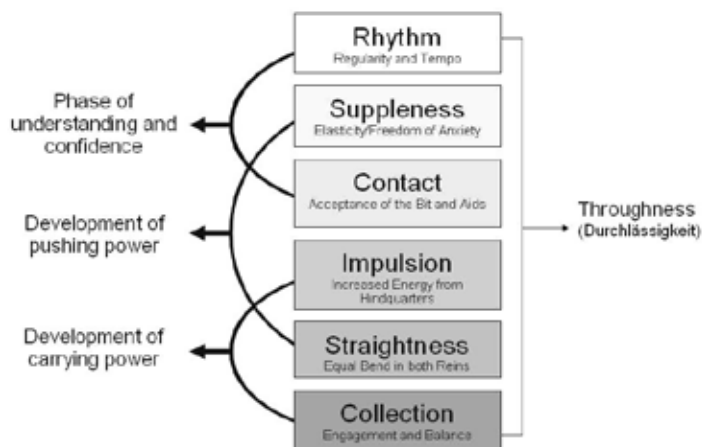 Rhythm
Regularity and Tempo
Suppleness
Elasticity/Freedom of Anxiety
Contact
Acceptance of the Bit and Aids
Impulsion
Increased Energy from
Hindquarters
Straightness
Equal Bend in both Reins
Collection
Engagement and Balance
Phase of
understanding and
confidence
Development of
pushing power
Development of
carrying power
Throughness
(Durchlässigkeit)